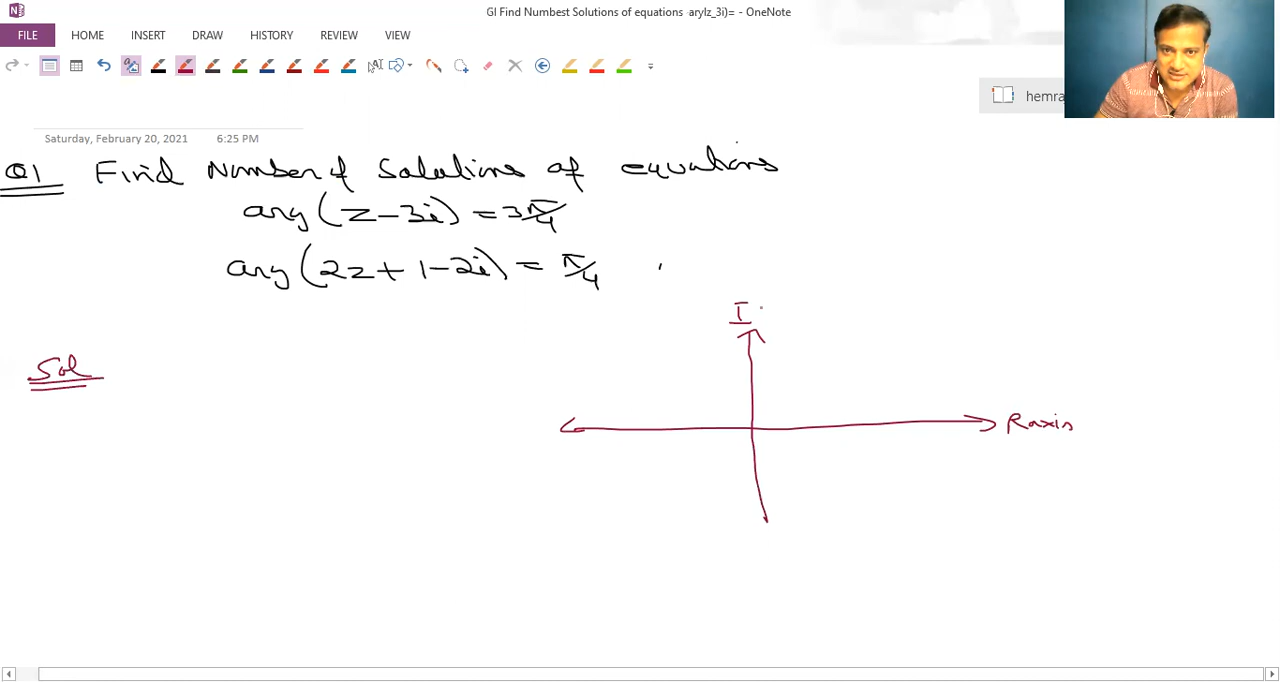 GI Find Numbest Solutions of equations aryIz_3i)= - OneNote
FILE HOME INSERT DRAW HISTORY REVIEW VIEW
hemra
Saturday, February 20, 2021 6:25 PM
Q1 Find Number of Solutions of equations
arg(z-3i) = 3π/4
arg(2z+1-2i) = π/4
I
Sol
R axis